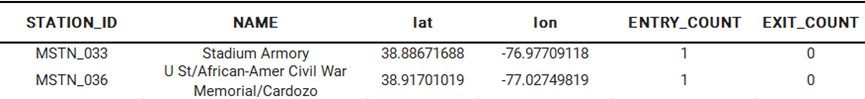 STATION_ID NAME lat lon ENTRY_COUNT EXIT_COUNT
MSTN_033 Stadium Armory 38.88671688 -76.97709118 1 0
MSTN_036 U St/African-Amer Civil War Memorial/Cardozo 38.91701019 -77.02749819 1 0